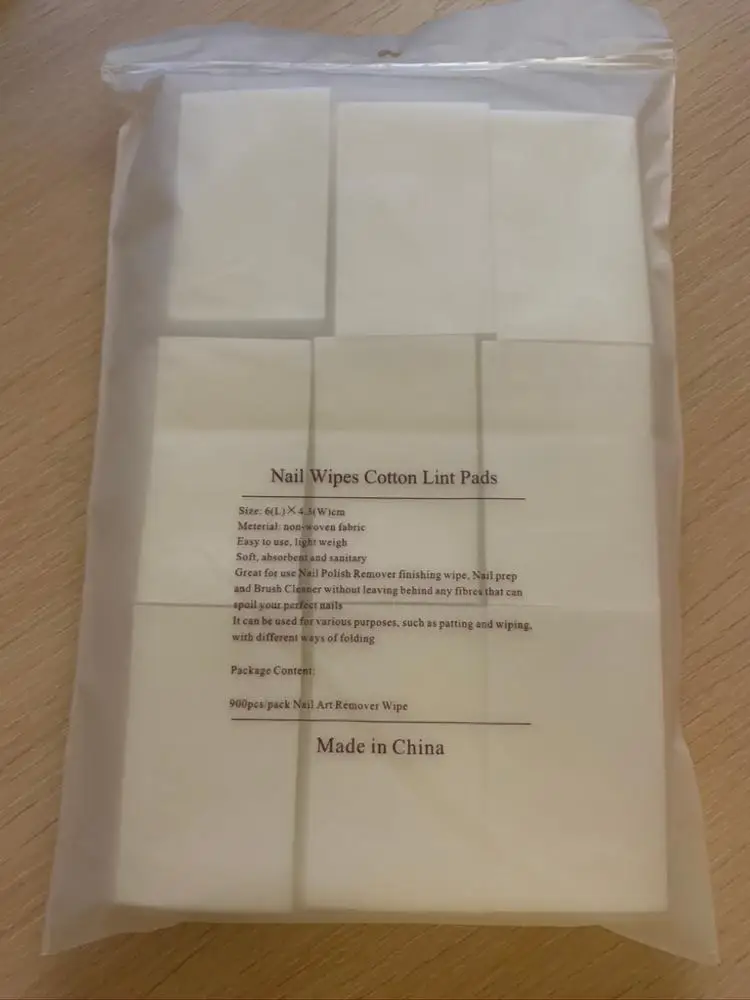 Nail Wipes Cotton Lint Pads
Size: 6(L)×4.3(W)cm
Meterial: non-woven fabric
Easy to use, light weigh
Soft, absorbent and sanitary
Great for use Nail Polish Remover finishing wipe, Nail prep
and Brush Cleaner without leaving behind any fibres that can
spoil your perfect nails
It can be used for various purposes, such as patting and wiping,
with different ways of folding
Package Content:
900pcs/pack Nail Art Remover Wipe
Made in China